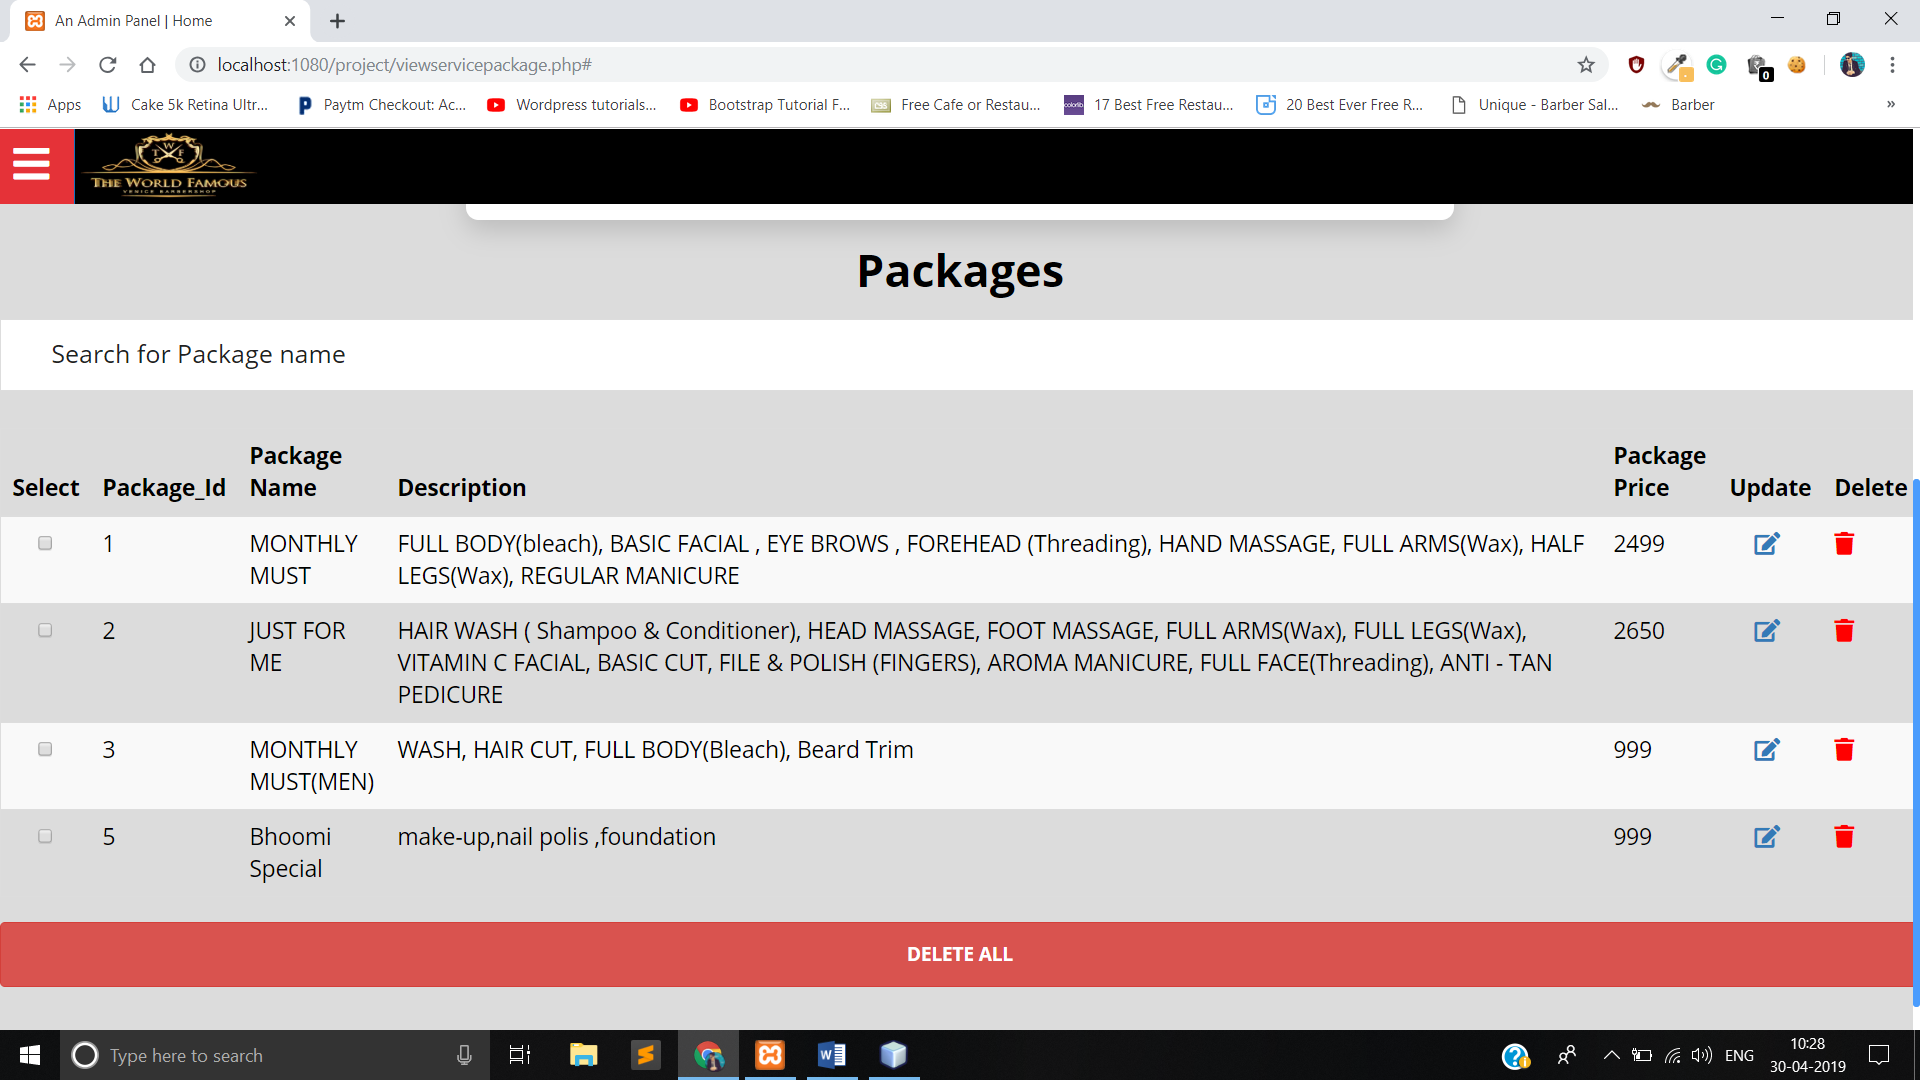 An Admin Panel | Home
localhost:1080/project/viewservicepackage.php#
Apps Cake 5k Retina Ultr... Paytm Checkout: Ac... Wordpress tutorials... Bootstrap Tutorial F... Free Cafe or Restau... 17 Best Free Restau... 20 Best Ever Free R... Unique - Barber Sal... Barber »
T W F
THE WORLD FAMOUS
VENICE BARBERSHOP
Packages
Search for Package name
Select Package_Id Package Name Description Package Price Update Delete
1 MONTHLY MUST FULL BODY(bleach), BASIC FACIAL , EYE BROWS , FOREHEAD (Threading), HAND MASSAGE, FULL ARMS(Wax), HALF 2499
LEGS(Wax), REGULAR MANICURE
2 JUST FOR ME HAIR WASH ( Shampoo & Conditioner), HEAD MASSAGE, FOOT MASSAGE, FULL ARMS(Wax), FULL LEGS(Wax), 2650
VITAMIN C FACIAL, BASIC CUT, FILE & POLISH (FINGERS), AROMA MANICURE, FULL FACE(Threading), ANTI - TAN
PEDICURE
3 MONTHLY MUST(MEN) WASH, HAIR CUT, FULL BODY(Bleach), Beard Trim 999
5 Bhoomi Special make-up,nail polis ,foundation 999
DELETE ALL
Type here to search
ENG
10:28
30-04-2019